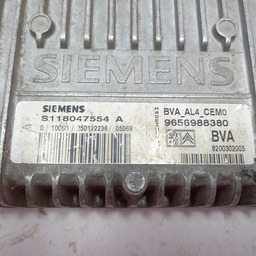 SIEMENS
SIEMENS
S118047554 A
BVA_AL4_CEM0
9656988380
BVA
8200302005